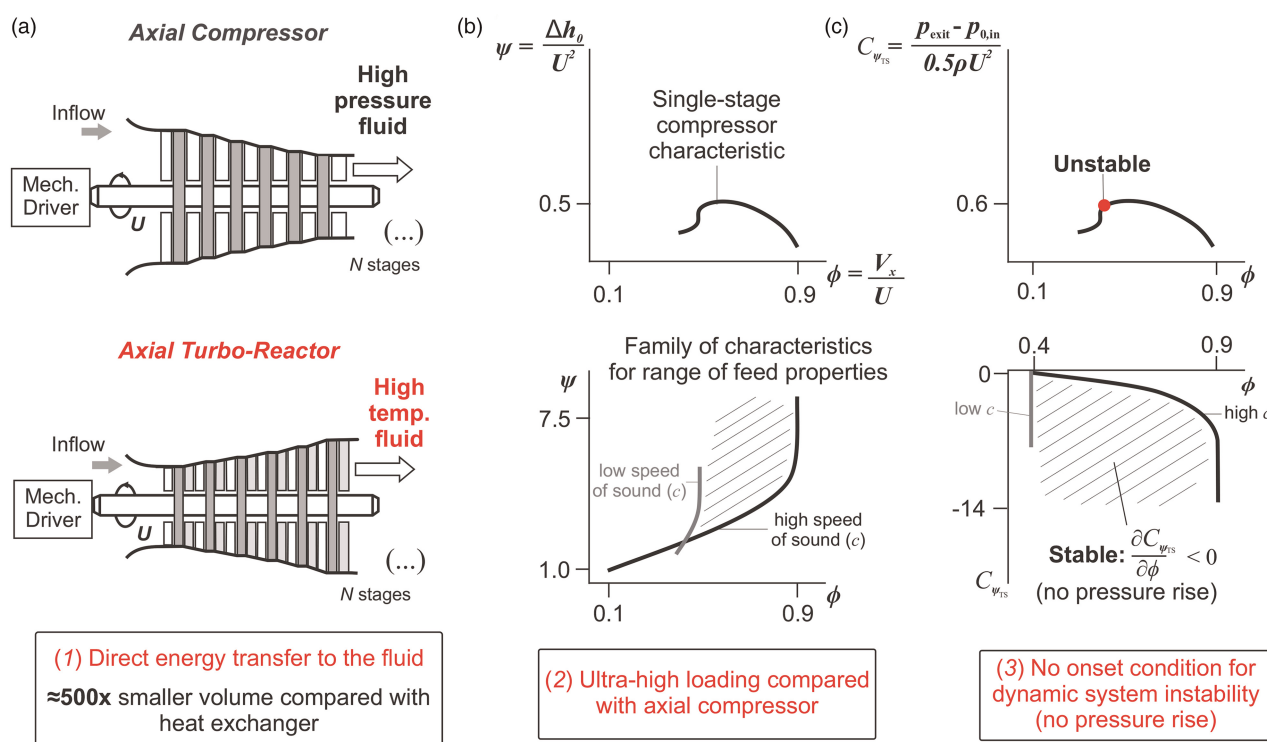 (a)
Axial Compressor
Inflow
High
pressure
fluid
Mech.
Driver
U
(...)
N stages
Axial Turbo-Reactor
High
temp.
fluid
Inflow
Mech.
Driver
U
(...)
N stages
(1) Direct energy transfer to the fluid
≈500x smaller volume compared with
heat exchanger
(b)
ψ = Δh₀ / U²
Single-stage
compressor
characteristic
0.5
0.1
0.9
ϕ = Vₓ / U
Family of characteristics
for range of feed properties
ψ
7.5
low speed
of sound (c)
high speed
of sound (c)
1.0
0.1
0.9
ϕ
(2) Ultra-high loading compared
with axial compressor
(c)
C_ψTS = p_exit - p_0,in / 0.5ρU²
Unstable
0.6
0.1
0.9
ϕ
0.4
0.9
0
ϕ
low c
high c
-14
Stable: ∂C_ψTS / ∂ϕ < 0
(no pressure rise)
C_ψTS
(3) No onset condition for
dynamic system instability
(no pressure rise)